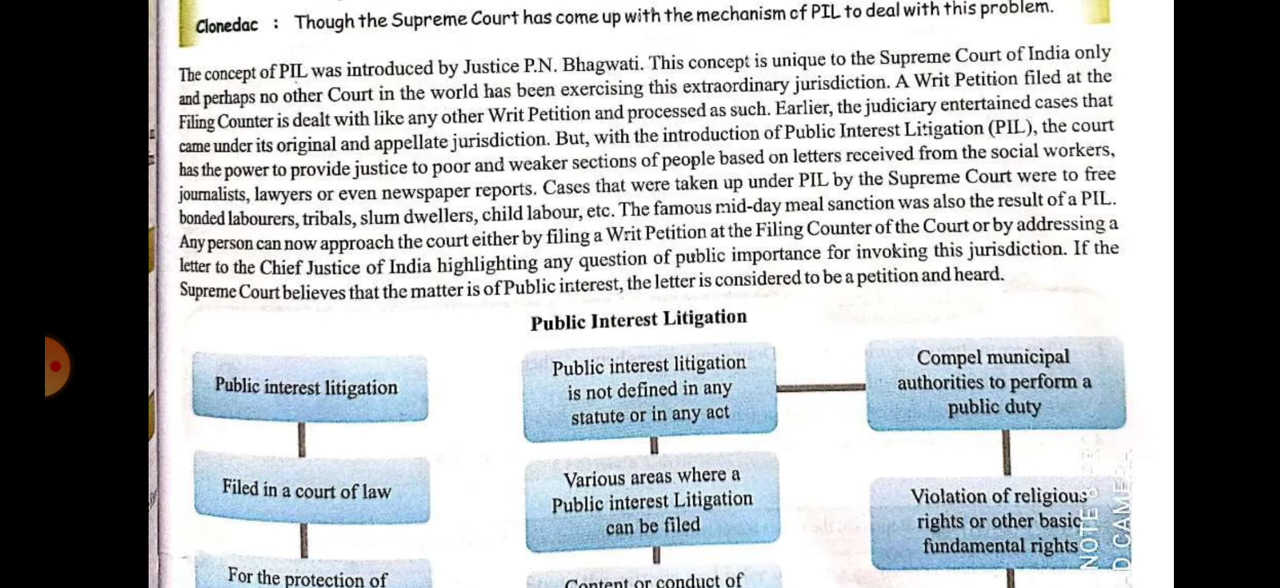 Clonedac : Though the Supreme Court has come up with the mechanism of PIL to deal with this problem.
The concept of PIL was introduced by Justice P.N. Bhagwati. This concept is unique to the Supreme Court of India only
and perhaps no other Court in the world has been exercising this extraordinary jurisdiction. A Writ Petition filed at the
Filing Counter is dealt with like any other Writ Petition and processed as such. Earlier, the judiciary entertained cases that
came under its original and appellate jurisdiction. But, with the introduction of Public Interest Litigation (PIL), the court
has the power to provide justice to poor and weaker sections of people based on letters received from the social workers,
journalists, lawyers or even newspaper reports. Cases that were taken up under PIL by the Supreme Court were to free
bonded labourers, tribals, slum dwellers, child labour, etc. The famous mid-day meal sanction was also the result of a PIL.
Any person can now approach the court either by filing a Writ Petition at the Filing Counter of the Court or by addressing a
letter to the Chief Justice of India highlighting any question of public importance for invoking this jurisdiction. If the
Supreme Court believes that the matter is of Public interest, the letter is considered to be a petition and heard.
Public Interest Litigation
Public interest litigation
Filed in a court of law
For the protection of
Public interest litigation
is not defined in any
statute or in any act
Various areas where a
Public interest Litigation
can be filed
Content or conduct of
Compel municipal
authorities to perform a
public duty
Violation of religious
rights or other basic
fundamental rights
NOTE
D CAMERA